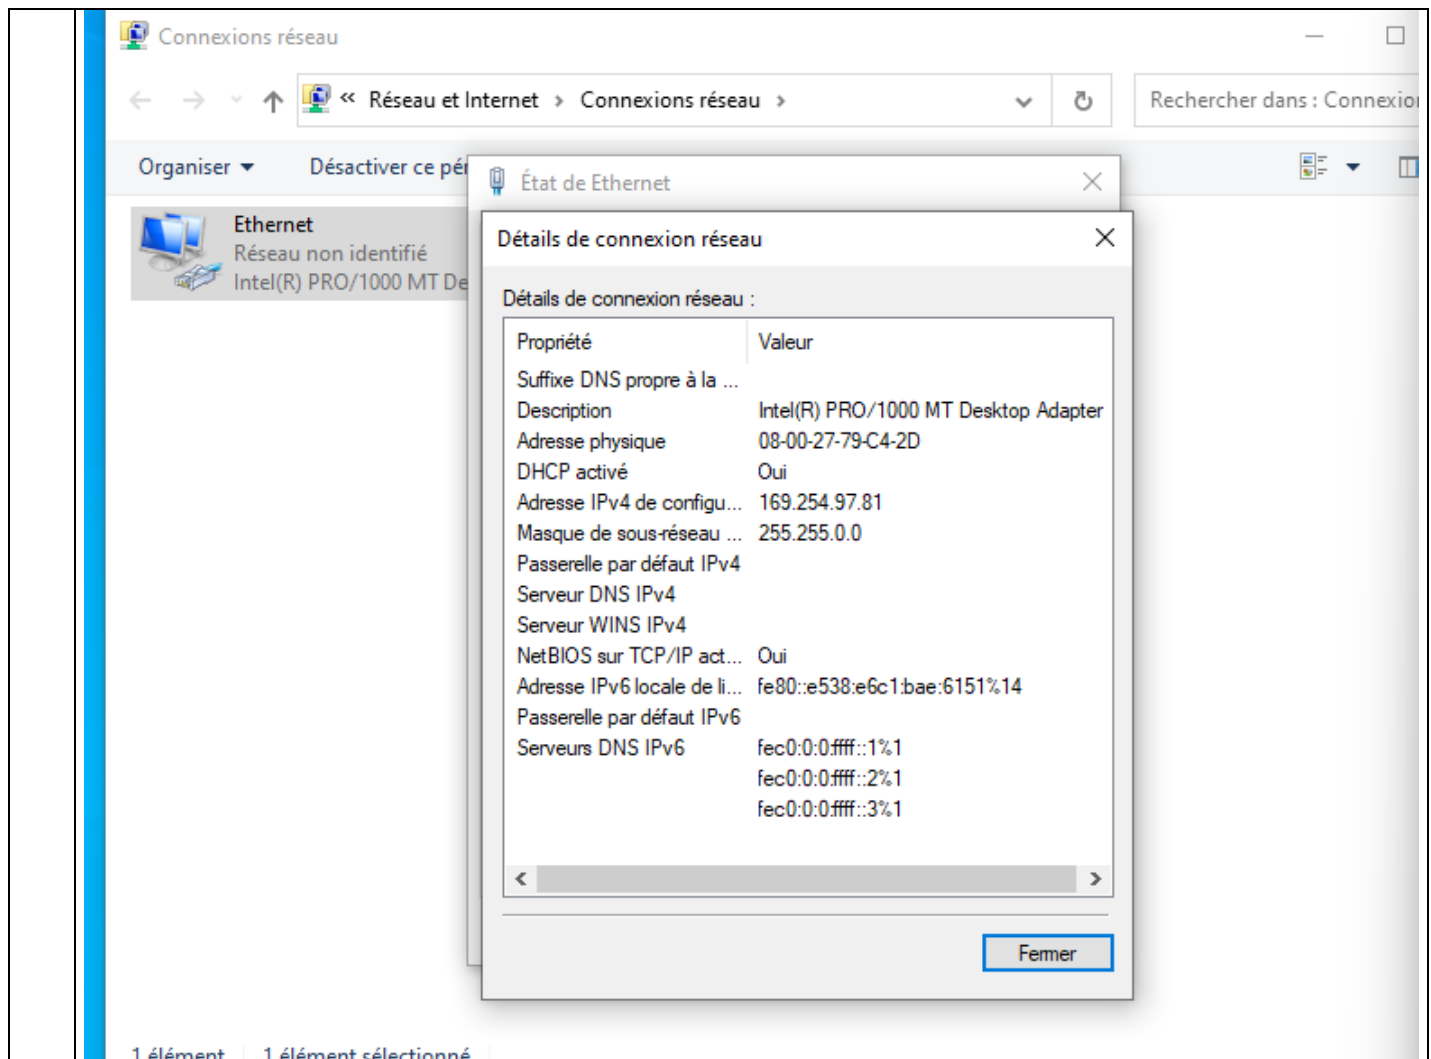 Connexions réseau
« Réseau et Internet > Connexions réseau >
Rechercher dans : Connexio
Organiser
Désactiver ce pér
État de Ethernet
Ethernet
Réseau non identifié
Intel(R) PRO/1000 MT De
Détails de connexion réseau
Détails de connexion réseau :
Propriété Valeur
Suffixe DNS propre à la ...
Description Intel(R) PRO/1000 MT Desktop Adapter
Adresse physique 08-00-27-79-C4-2D
DHCP activé Oui
Adresse IPv4 de configu... 169.254.97.81
Masque de sous-réseau ... 255.255.0.0
Passerelle par défaut IPv4
Serveur DNS IPv4
Serveur WINS IPv4
NetBIOS sur TCP/IP act... Oui
Adresse IPv6 locale de li... fe80::e538:e6c1:bae:6151%14
Passerelle par défaut IPv6
Serveurs DNS IPv6 fec0:0:0:ffff::1%1
fec0:0:0:ffff::2%1
fec0:0:0:ffff::3%1
Fermer
1 élément 1 élément sélectionné